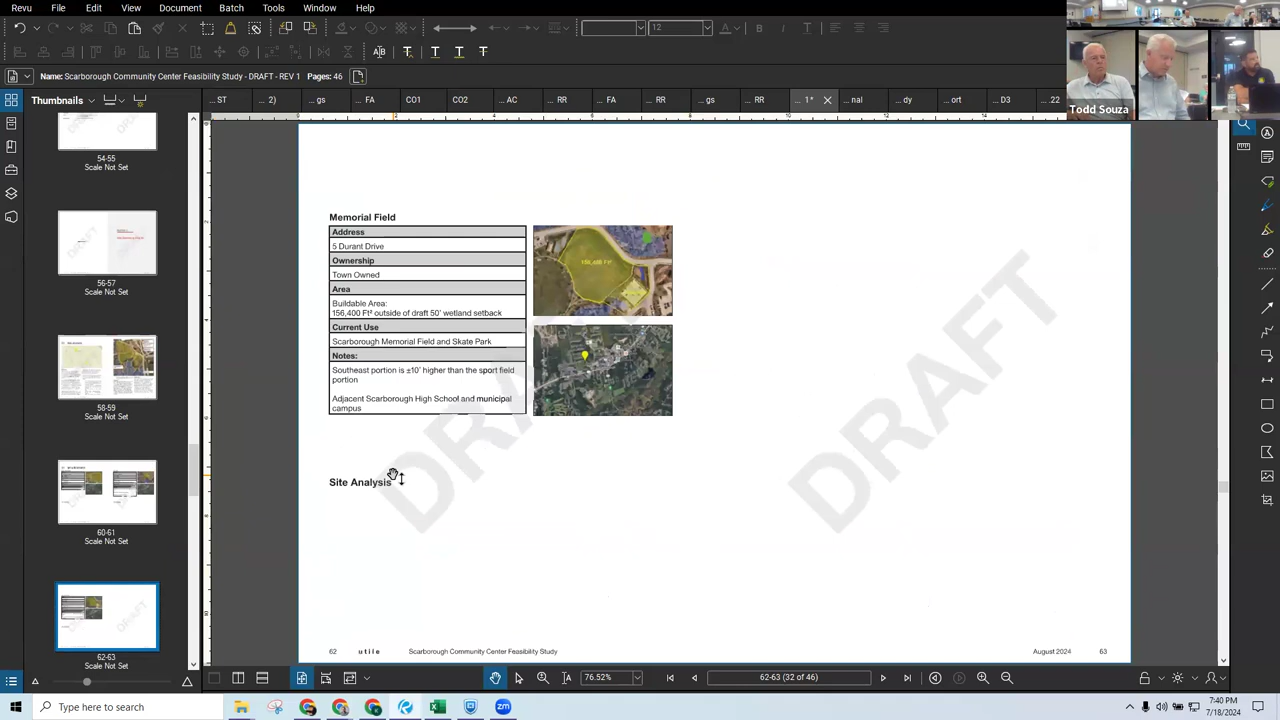 Revu File Edit View Document Batch Tools Window Help
12
Name: Scarborough Community Center Feasibility Study - DRAFT - REV 1 Pages: 46
Thumbnails
... ST ... 2) ... gs ... FA CO1 CO2 ... AC ... RR ... FA ... RR ... gs ... RR ... 1* ... nal ... dy ... ort ... D3 ... .22
Todd Souza
54-55
Scale Not Set
56-57
Scale Not Set
58-59
Scale Not Set
60-61
Scale Not Set
62-63
Scale Not Set
Memorial Field
Address
5 Durant Drive
Ownership
Town Owned
Area
Buildable Area:
156,400 Ft² outside of draft 50' wetland setback
Current Use
Scarborough Memorial Field and Skate Park
Notes:
Southeast portion is ±10' higher than the sport field
portion
Adjacent Scarborough High School and municipal
campus
Site Analysis
DRAFT
DRAFT
62 utile Scarborough Community Center Feasibility Study
August 2024 63
76.52%
62-63 (32 of 46)
Type here to search
7:40 PM
7/18/2024